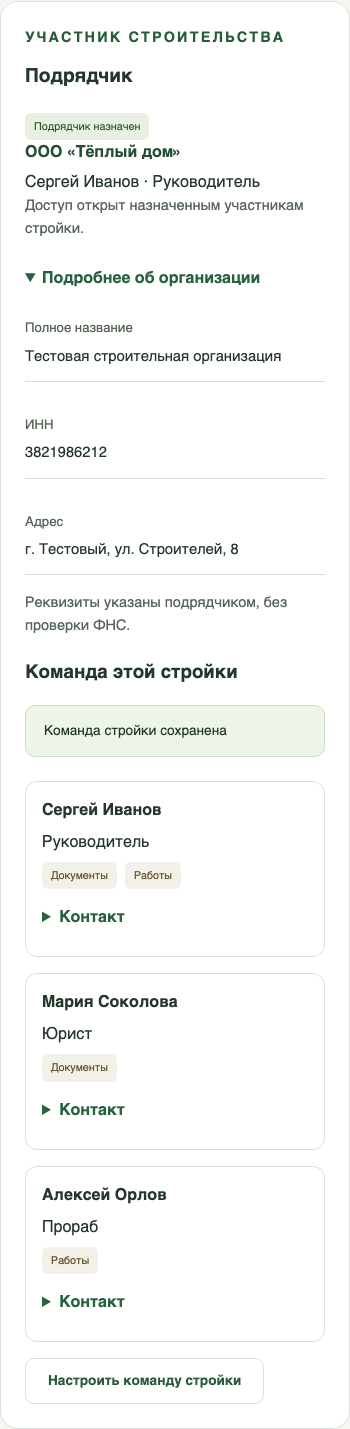 УЧАСТНИК СТРОИТЕЛЬСТВА
Подрядчик
Подрядчик назначен
ООО «Тёплый дом»
Сергей Иванов · Руководитель
Доступ открыт назначенным участникам
стройки.
▼ Подробнее об организации
Полное название
Тестовая строительная организация
ИНН
3821986212
Адрес
г. Тестовый, ул. Строителей, 8
Реквизиты указаны подрядчиком, без
проверки ФНС.
Команда этой стройки
Команда стройки сохранена
Сергей Иванов
Руководитель
Документы Работы
▶ Контакт
Мария Соколова
Юрист
Документы
▶ Контакт
Алексей Орлов
Прораб
Работы
▶ Контакт
Настроить команду стройки